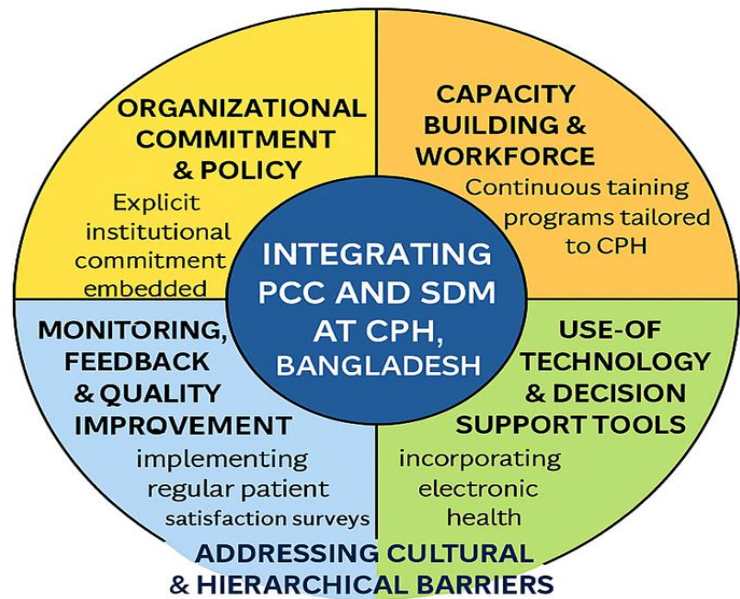 ORGANIZATIONAL
COMMITMENT
& POLICY
Explicit
institutional
commitment
embedded
CAPACITY
BUILDING &
WORKFORCE
Continuous taining
programs tailored
to CPH
INTEGRATING
PCC AND SDM
AT CPH,
BANGLADESH
MONITORING,
FEEDBACK
& QUALITY
IMPROVEMENT
implementing
regular patient
satisfaction surveys
USE-OF
TECHNOLOGY
& DECISION
SUPPORT TOOLS
incorporating
electronic
health
ADDRESSING CULTURAL
& HIERARCHICAL BARRIERS